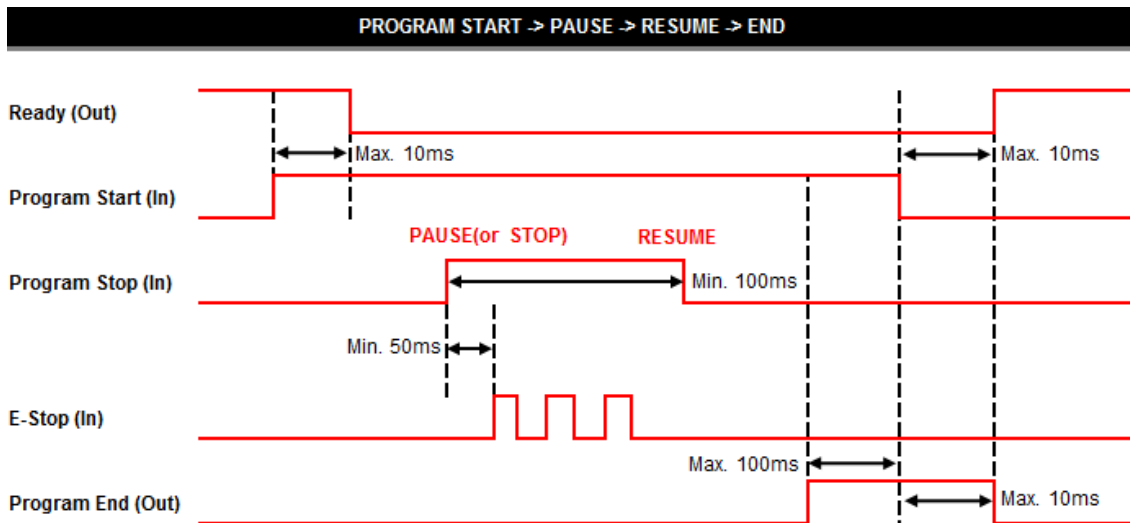 PROGRAM START -> PAUSE -> RESUME -> END
Ready (Out)
Max. 10ms
Max. 10ms
Program Start (In)
PAUSE(or STOP)
RESUME
Program Stop (In)
Min. 100ms
Min. 50ms
E-Stop (In)
Max. 100ms
Program End (Out)
Max. 10ms